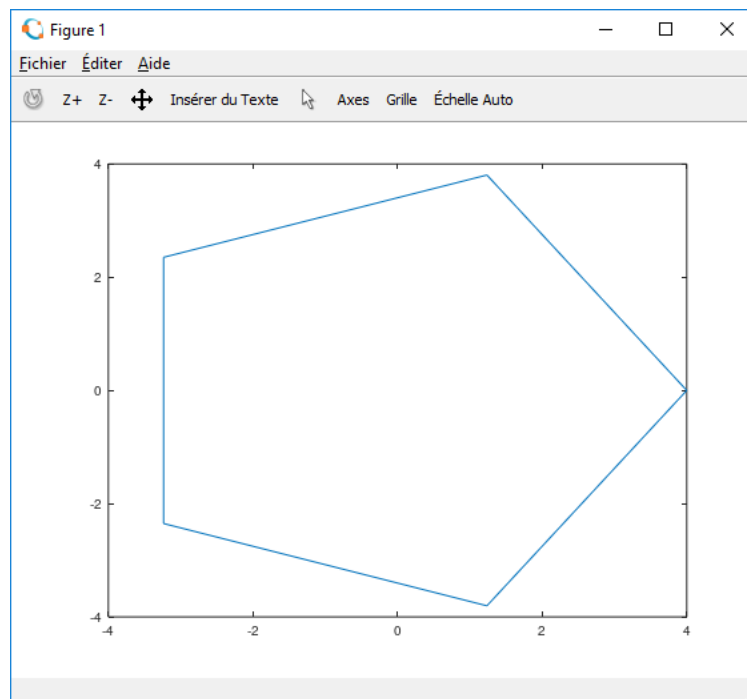 Figure 1
Fichier Éditer Aide
Z+ Z- Insérer du Texte Axes Grille Échelle Auto
4
2
0
-2
-4
-4 -2 0 2 4